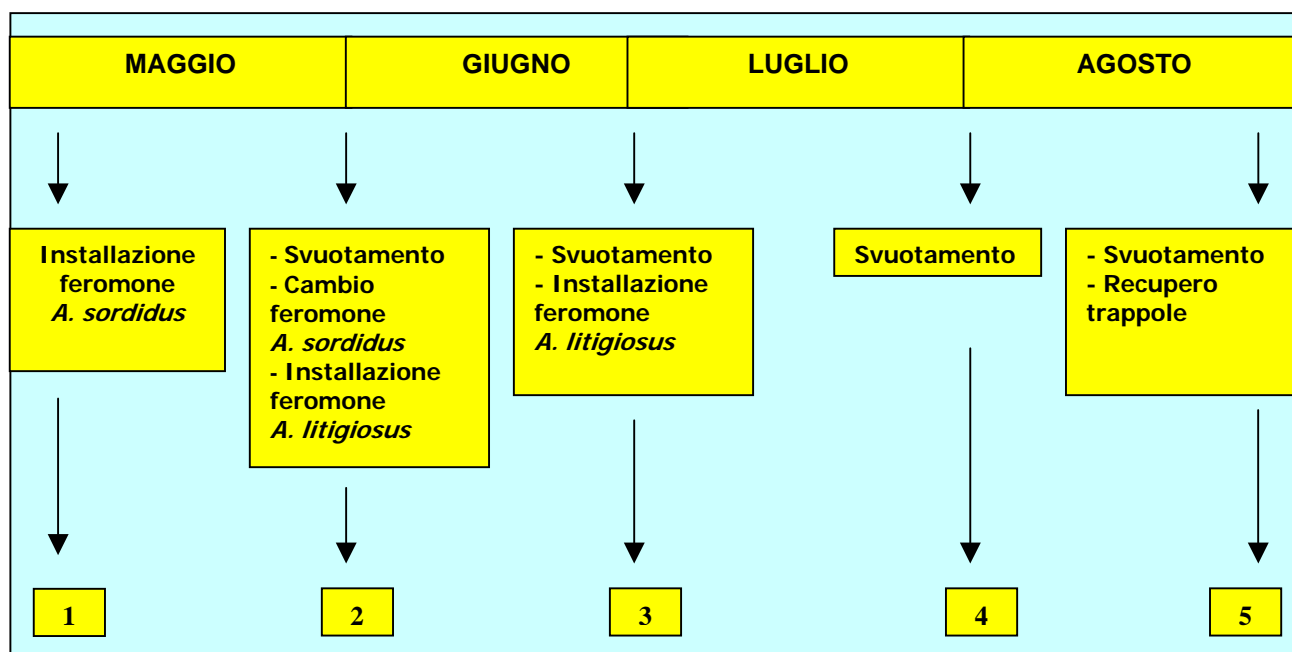 MAGGIO
GIUGNO
LUGLIO
AGOSTO
Installazione
feromone
A. sordidus
- Svuotamento
- Cambio
feromone
A. sordidus
- Installazione
feromone
A. litigiosus
- Svuotamento
- Installazione
feromone
A. litigiosus
Svuotamento
- Svuotamento
- Recupero
trappole
1
2
3
4
5